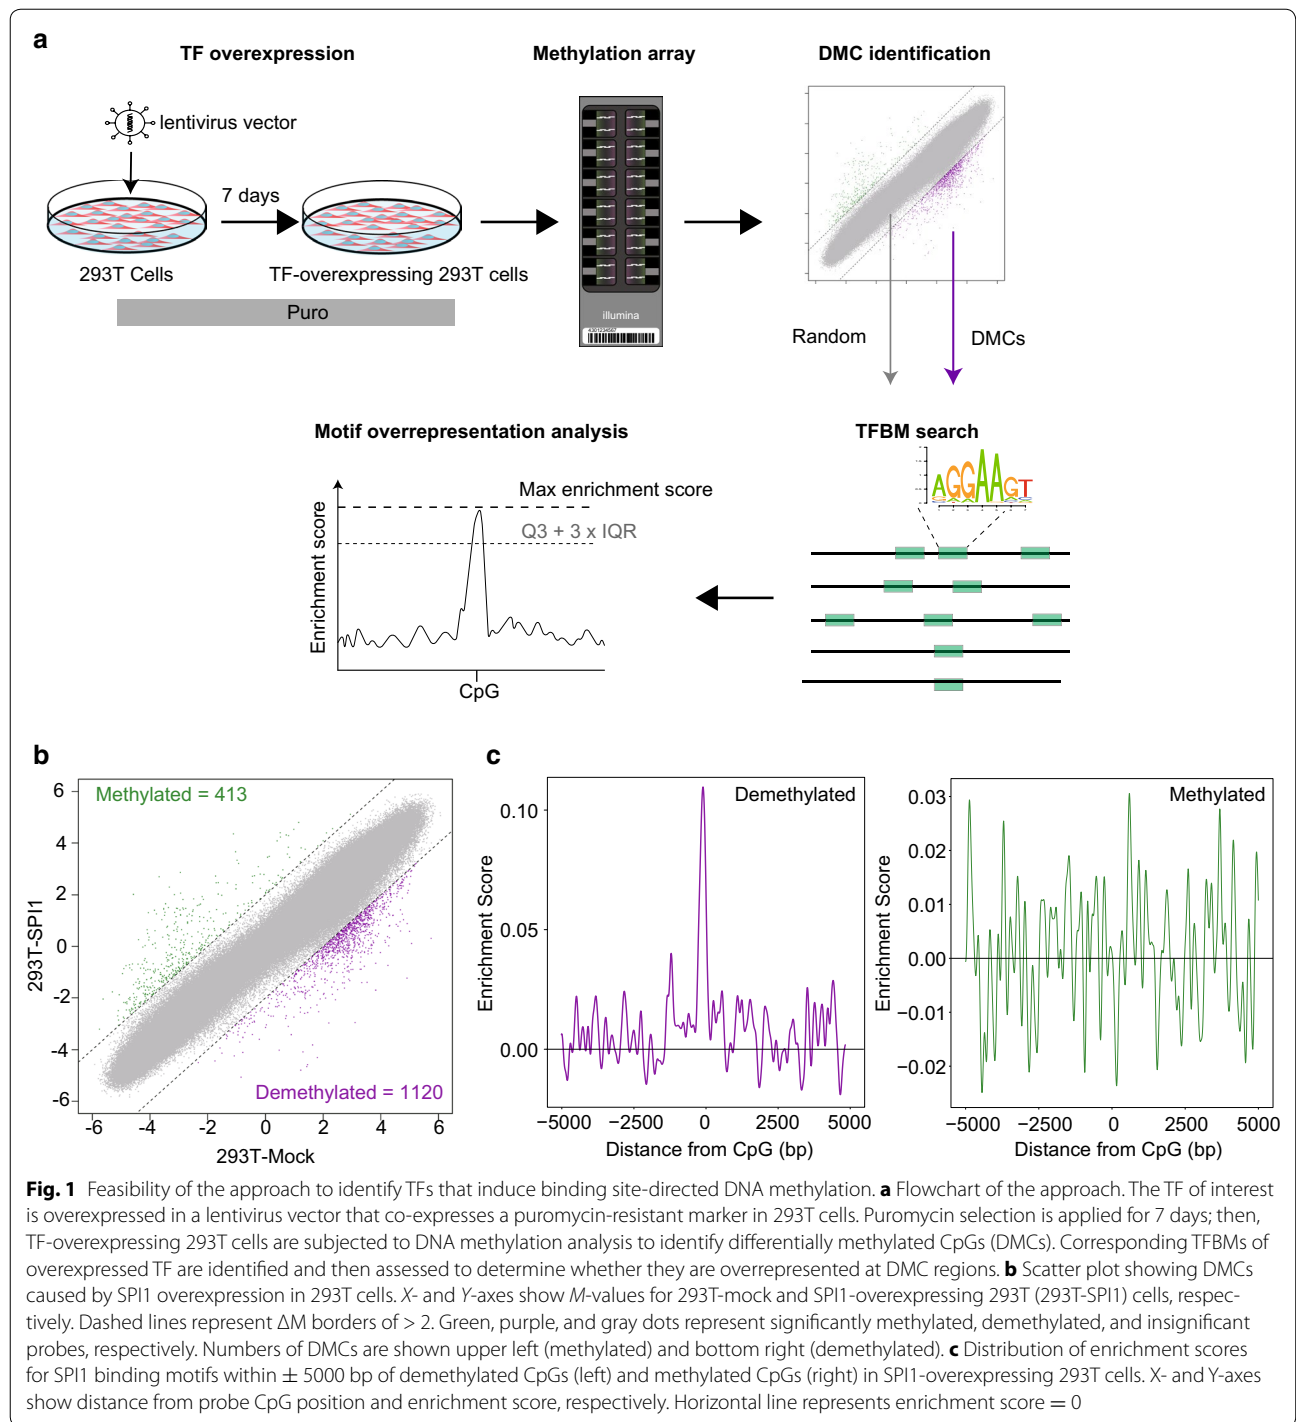 a
TF overexpression
Methylation array
DMC identification
lentivirus vector
7 days
293T Cells
TF-overexpressing 293T cells
Puro
illumina
Random
DMCs
Motif overrepresentation analysis
TFBM search
AGGAAGT
Enrichment score
Max enrichment score
Q3 + 3 x IQR
CpG
b
293T-SPI1
6
4
2
0
-2
-4
-6
Methylated = 413
Demethylated = 1120
-6 -4 -2 0 2 4 6
293T-Mock
c
Enrichment Score
0.10
0.05
0.00
Demethylated
−5000 −2500 0 2500 5000
Distance from CpG (bp)
Enrichment Score
0.03
0.02
0.01
0.00
−0.01
−0.02
Methylated
−5000 −2500 0 2500 5000
Distance from CpG (bp)
Fig. 1 Feasibility of the approach to identify TFs that induce binding site-directed DNA methylation. a Flowchart of the approach. The TF of interest
is overexpressed in a lentivirus vector that co-expresses a puromycin-resistant marker in 293T cells. Puromycin selection is applied for 7 days; then,
TF-overexpressing 293T cells are subjected to DNA methylation analysis to identify differentially methylated CpGs (DMCs). Corresponding TFBMs of
overexpressed TF are identified and then assessed to determine whether they are overrepresented at DMC regions. b Scatter plot showing DMCs
caused by SPI1 overexpression in 293T cells. X- and Y-axes show M-values for 293T-mock and SPI1-overexpressing 293T (293T-SPI1) cells, respec-
tively. Dashed lines represent ΔM borders of > 2. Green, purple, and gray dots represent significantly methylated, demethylated, and insignificant
probes, respectively. Numbers of DMCs are shown upper left (methylated) and bottom right (demethylated). c Distribution of enrichment scores
for SPI1 binding motifs within ± 5000 bp of demethylated CpGs (left) and methylated CpGs (right) in SPI1-overexpressing 293T cells. X- and Y-axes
show distance from probe CpG position and enrichment score, respectively. Horizontal line represents enrichment score = 0